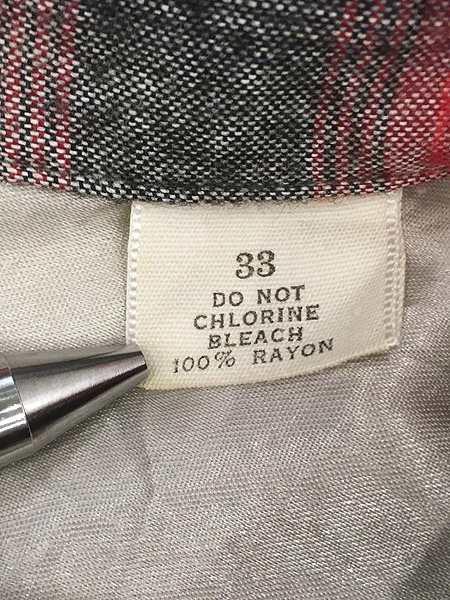 33
DO NOT
CHLORINE
BLEACH
100% RAYON